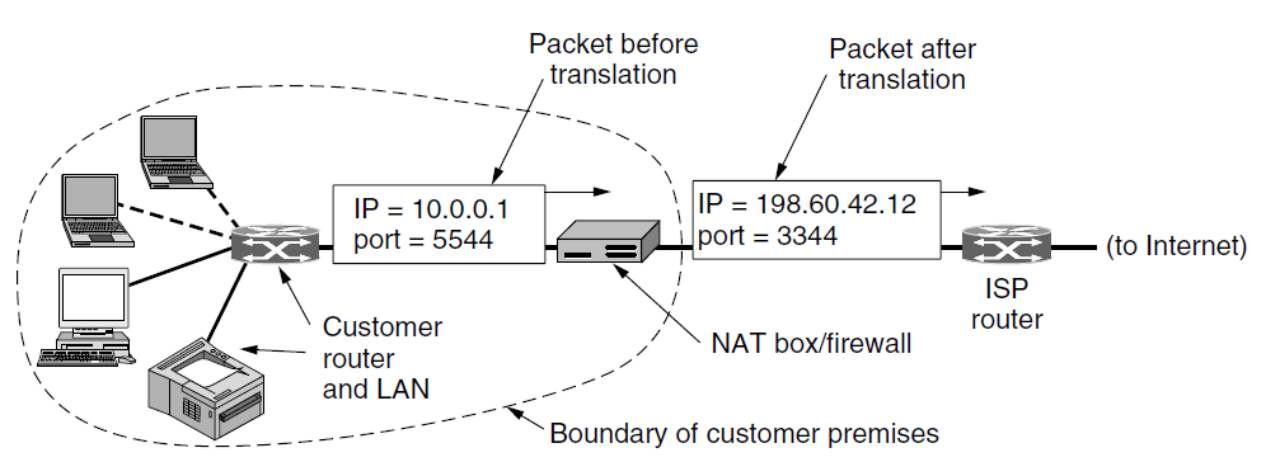 Packet before
translation
Packet after
translation
IP = 10.0.0.1
port = 5544
IP = 198.60.42.12
port = 3344
(to Internet)
ISP
router
Customer
router
and LAN
NAT box/firewall
Boundary of customer premises